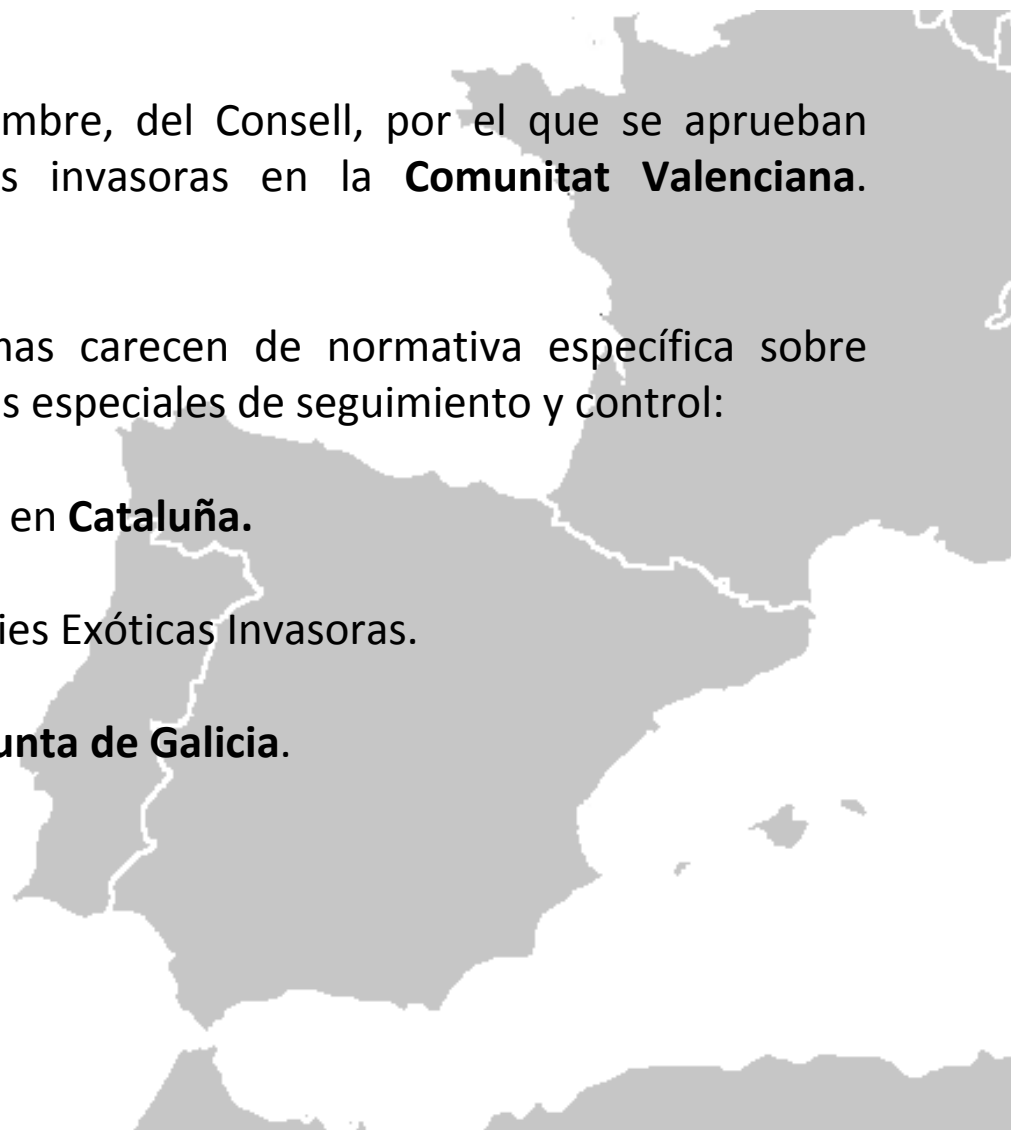 mbre, del Consell, por el que se aprueban
s invasoras en la Comunitat Valenciana.
nas carecen de normativa específica sobre
s especiales de seguimiento y control:
en Cataluña.
ies Exóticas Invasoras.
unta de Galicia.